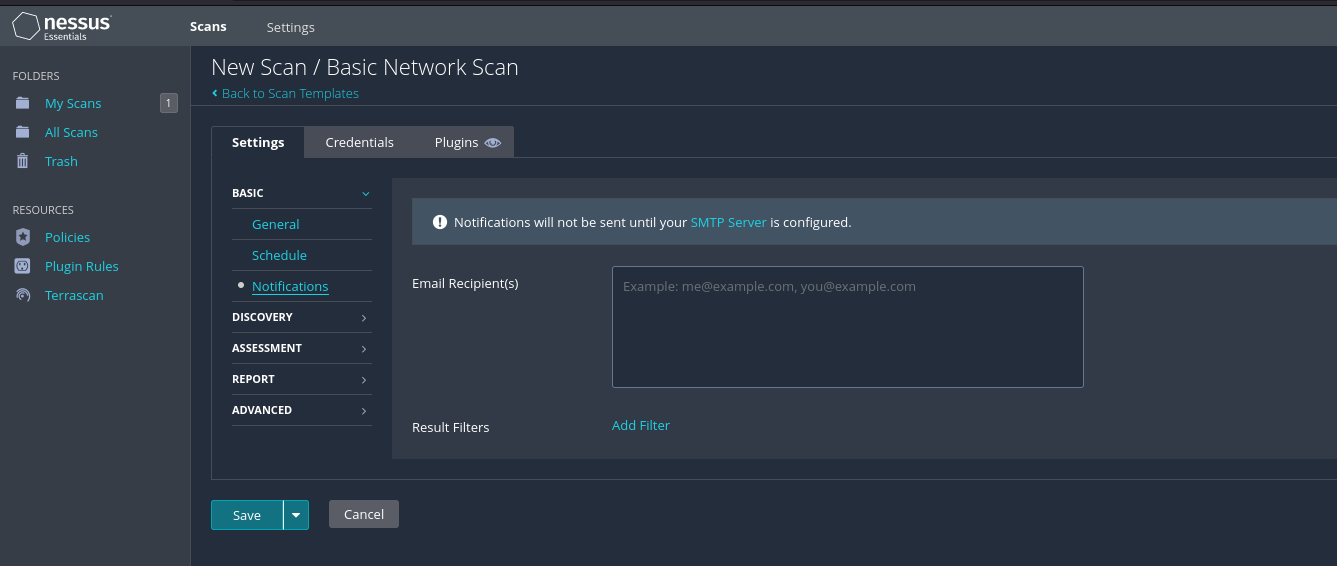 nessus
Essentials
Scans
Settings
FOLDERS
My Scans
1
All Scans
Trash
RESOURCES
Policies
Plugin Rules
Terrascan
New Scan / Basic Network Scan
Back to Scan Templates
Settings
Credentials
Plugins
BASIC
General
Schedule
Notifications
DISCOVERY
ASSESSMENT
REPORT
ADVANCED
Notifications will not be sent until your SMTP Server is configured.
Email Recipient(s)
Example: me@example.com, you@example.com
Result Filters
Add Filter
Save
Cancel